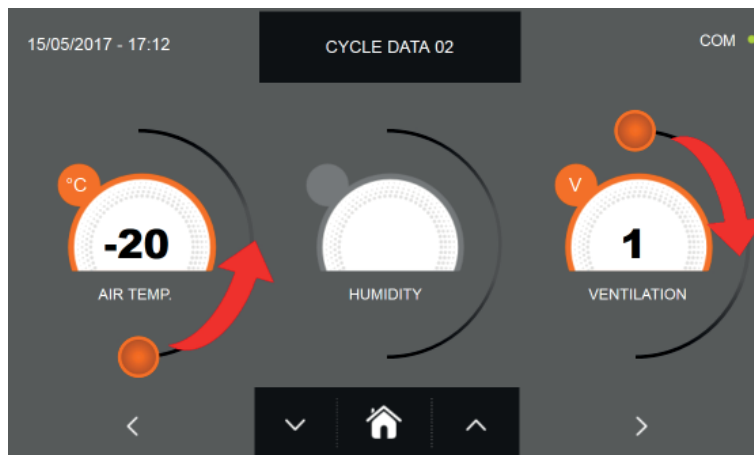 15/05/2017 - 17:12
CYCLE DATA 02
COM
°C
V
-20
1
AIR TEMP.
HUMIDITY
VENTILATION